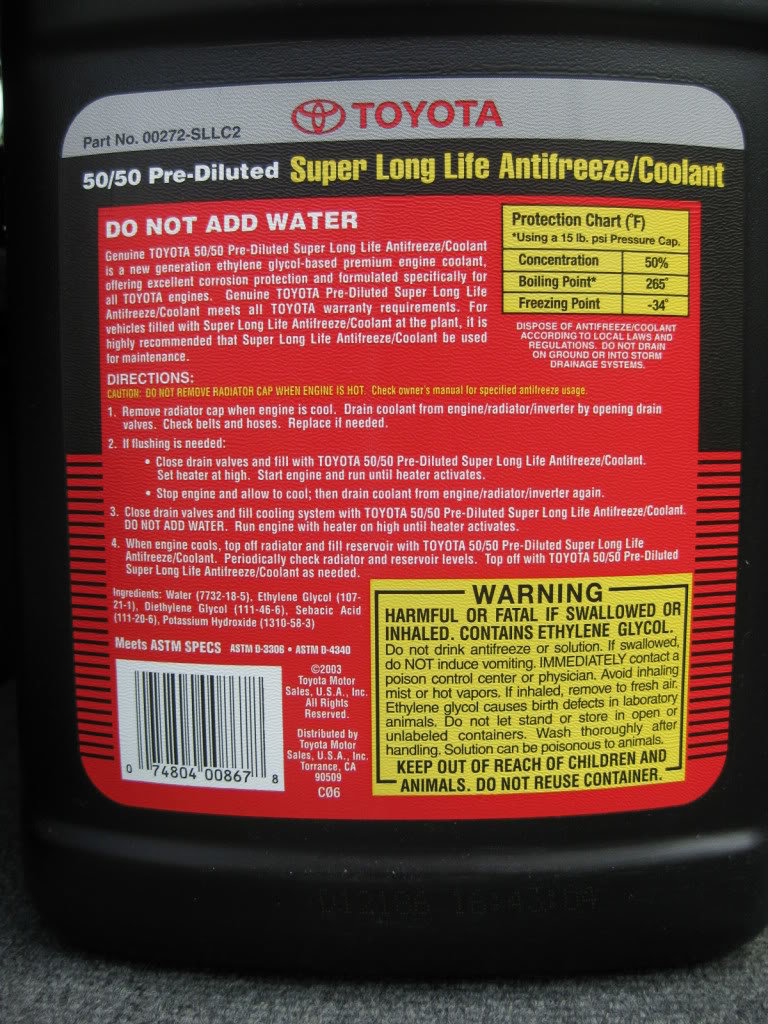 TOYOTA
Part No. 00272-SLLC2
50/50 Pre-Diluted Super Long Life Antifreeze/Coolant
DO NOT ADD WATER
Genuine TOYOTA 50/50 Pre-Diluted Super Long Life Antifreeze/Coolant
is a new generation ethylene glycol-based premium engine coolant,
offering excellent corrosion protection and formulated specifically for
all TOYOTA engines. Genuine TOYOTA Pre-Diluted Super Long Life
Antifreeze/Coolant meets all TOYOTA warranty requirements. For
vehicles filled with Super Long Life Antifreeze/Coolant at the plant, it is
highly recommended that Super Long Life Antifreeze/Coolant be used
for maintenance.
Protection Chart (°F)
*Using a 15 lb. psi Pressure Cap.
Concentration 50%
Boiling Point* 265°
Freezing Point -34°
DISPOSE OF ANTIFREEZE/COOLANT
ACCORDING TO LOCAL LAWS AND
REGULATIONS. DO NOT DRAIN
ON GROUND OR INTO STORM
DRAINAGE SYSTEMS.
DIRECTIONS:
CAUTION: DO NOT REMOVE RADIATOR CAP WHEN ENGINE IS HOT. Check owner's manual for specified antifreeze usage.
1. Remove radiator cap when engine is cool. Drain coolant from engine/radiator/inverter by opening drain
valves. Check belts and hoses. Replace if needed.
2. If flushing is needed:
• Close drain valves and fill with TOYOTA 50/50 Pre-Diluted Super Long Life Antifreeze/Coolant.
Set heater at high. Start engine and run until heater activates.
• Stop engine and allow to cool; then drain coolant from engine/radiator/inverter again.
3. Close drain valves and fill cooling system with TOYOTA 50/50 Pre-Diluted Super Long Life Antifreeze/Coolant.
DO NOT ADD WATER. Run engine with heater on high until heater activates.
4. When engine cools, top off radiator and fill reservoir with TOYOTA 50/50 Pre-Diluted Super Long Life
Antifreeze/Coolant. Periodically check radiator and reservoir levels. Top off with TOYOTA 50/50 Pre-Diluted
Super Long Life Antifreeze/Coolant as needed.
Ingredients: Water (7732-18-5), Ethylene Glycol (107-
21-1), Diethylene Glycol (111-46-6), Sebacic Acid
(111-20-6), Potassium Hydroxide (1310-58-3)
Meets ASTM SPECS ASTM D-3306 • ASTM D-4340
©2003
Toyota Motor
Sales, U.S.A., Inc.
All Rights
Reserved.
Distributed by
Toyota Motor
Sales, U.S.A., Inc.
Torrance, CA
90509
CØ6
0 74804 00867 8
WARNING
HARMFUL OR FATAL IF SWALLOWED OR
INHALED. CONTAINS ETHYLENE GLYCOL.
Do not drink antifreeze or solution. If swallowed,
do NOT induce vomiting. IMMEDIATELY contact a
poison control center or physician. Avoid inhaling
mist or hot vapors. If inhaled, remove to fresh air.
Ethylene glycol causes birth defects in laboratory
animals. Do not let stand or store in open or
unlabeled containers. Wash thoroughly after
handling. Solution can be poisonous to animals.
KEEP OUT OF REACH OF CHILDREN AND
ANIMALS. DO NOT REUSE CONTAINER.